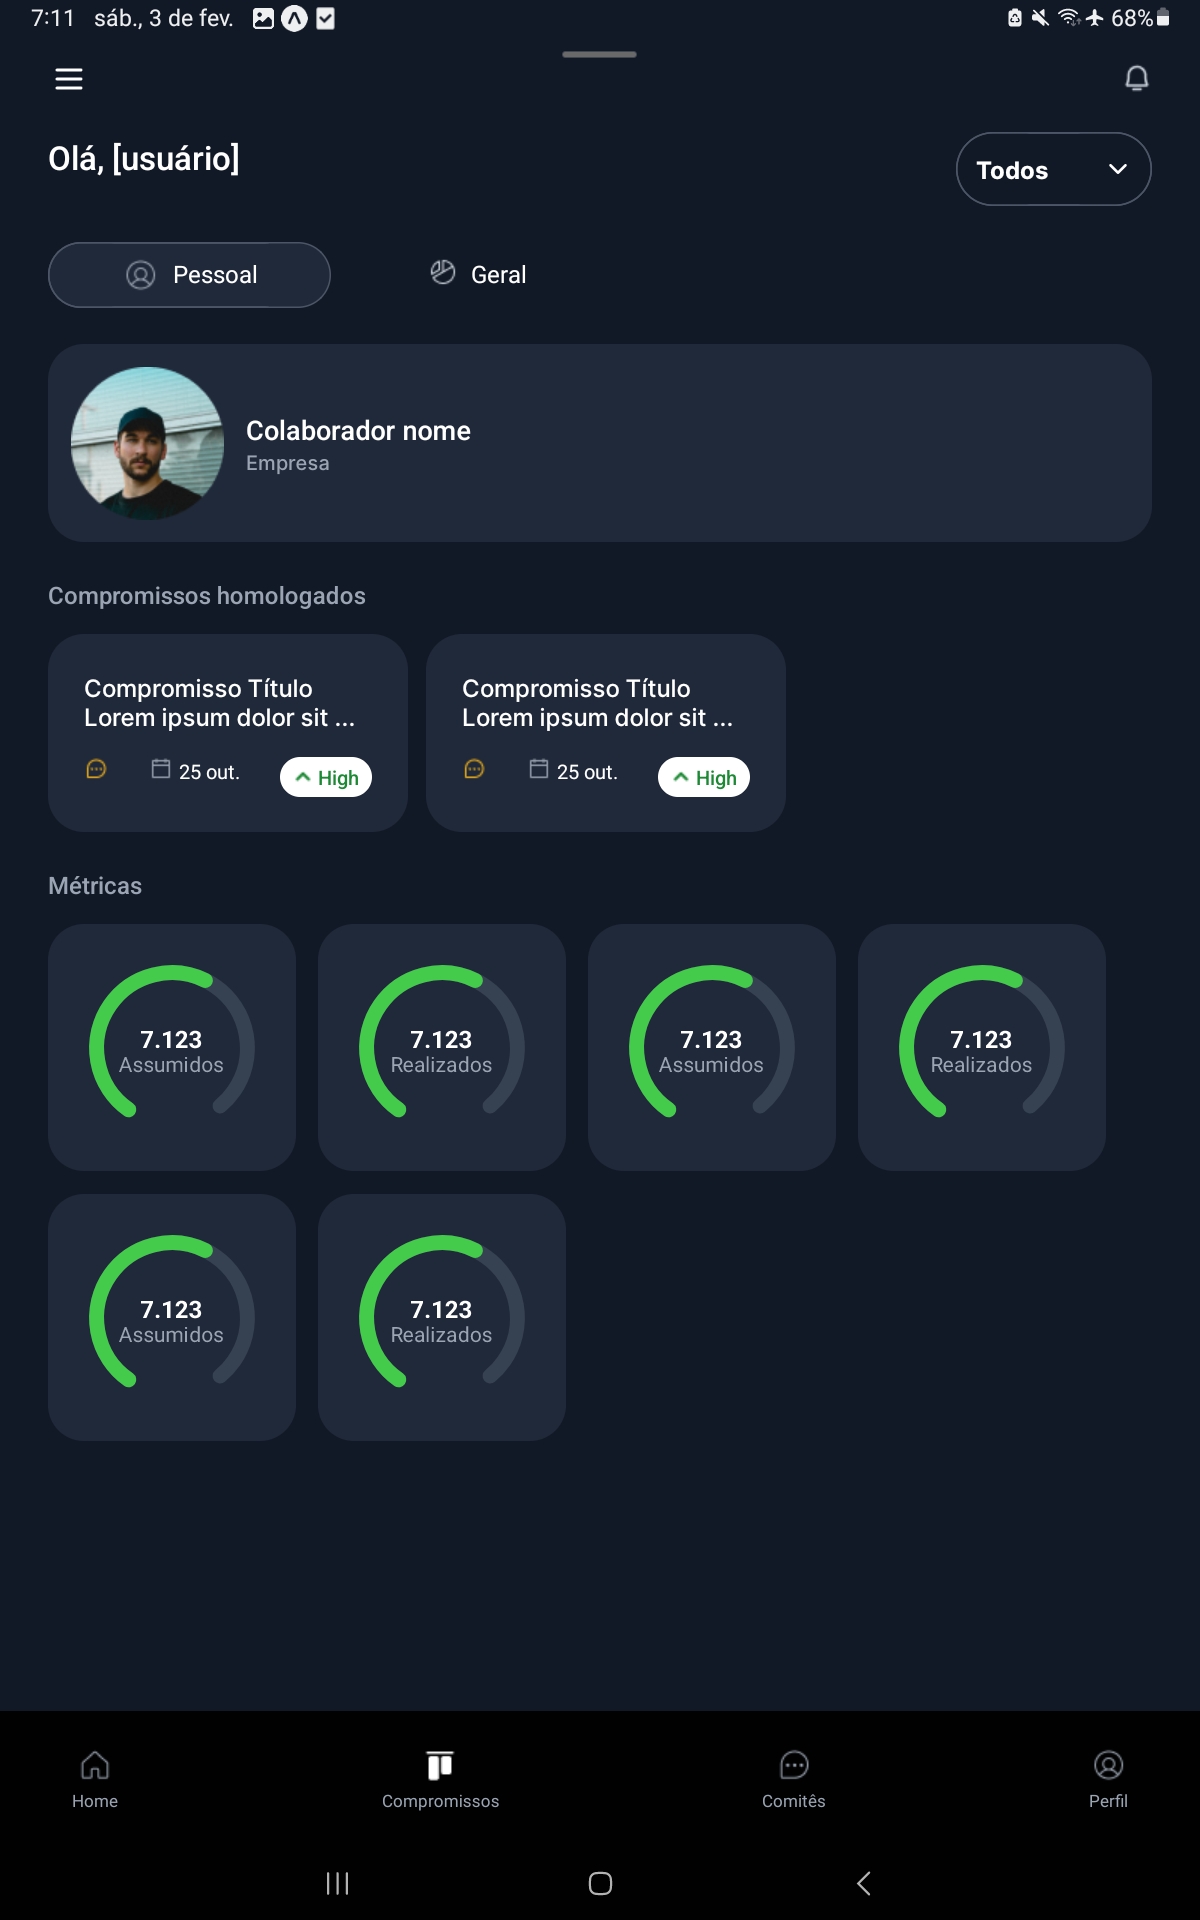 7:11 sáb., 3 de fev. 68%
Olá, [usuário]
Todos
Pessoal Geral
Colaborador nome
Empresa
Compromissos homologados
Compromisso Título
Lorem ipsum dolor sit ...
25 out. High
Compromisso Título
Lorem ipsum dolor sit ...
25 out. High
Métricas
7.123
Assumidos
7.123
Realizados
7.123
Assumidos
7.123
Realizados
7.123
Assumidos
7.123
Realizados
Home Compromissos Comitês Perfil